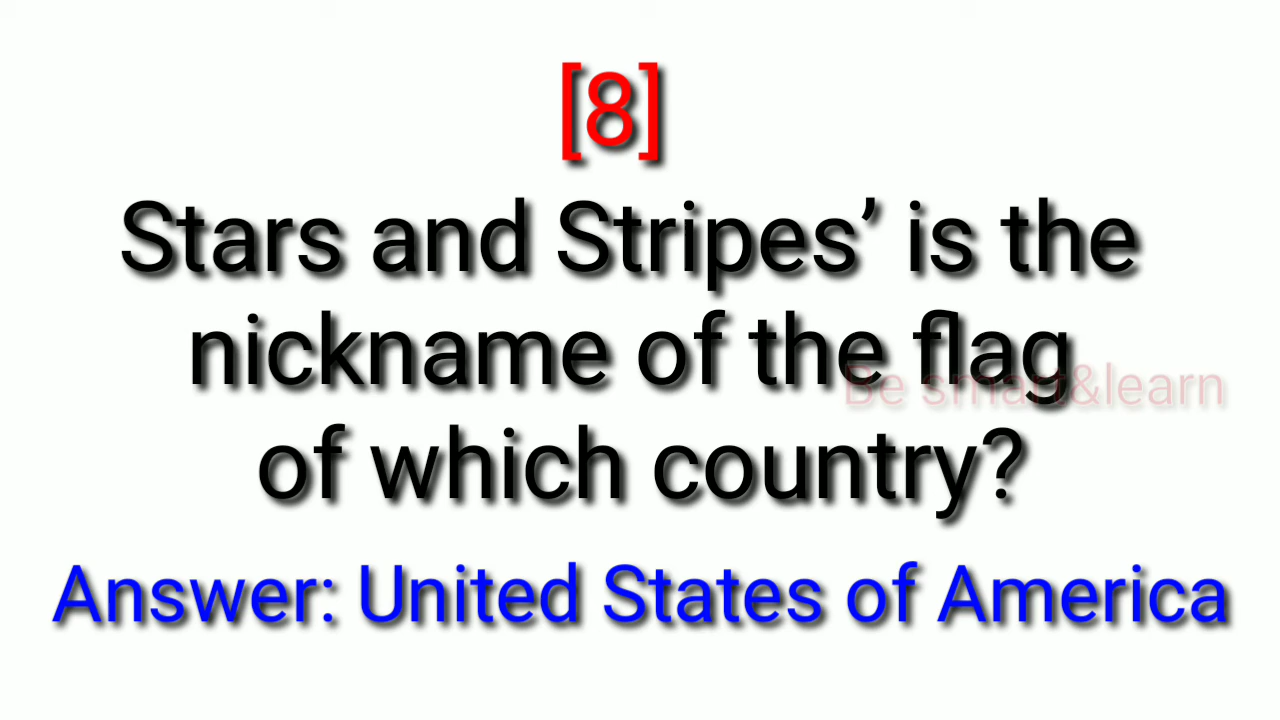 [8]
Stars and Stripes’ is the
nickname of the flag
Be smart&learn
of which country?
Answer: United States of America